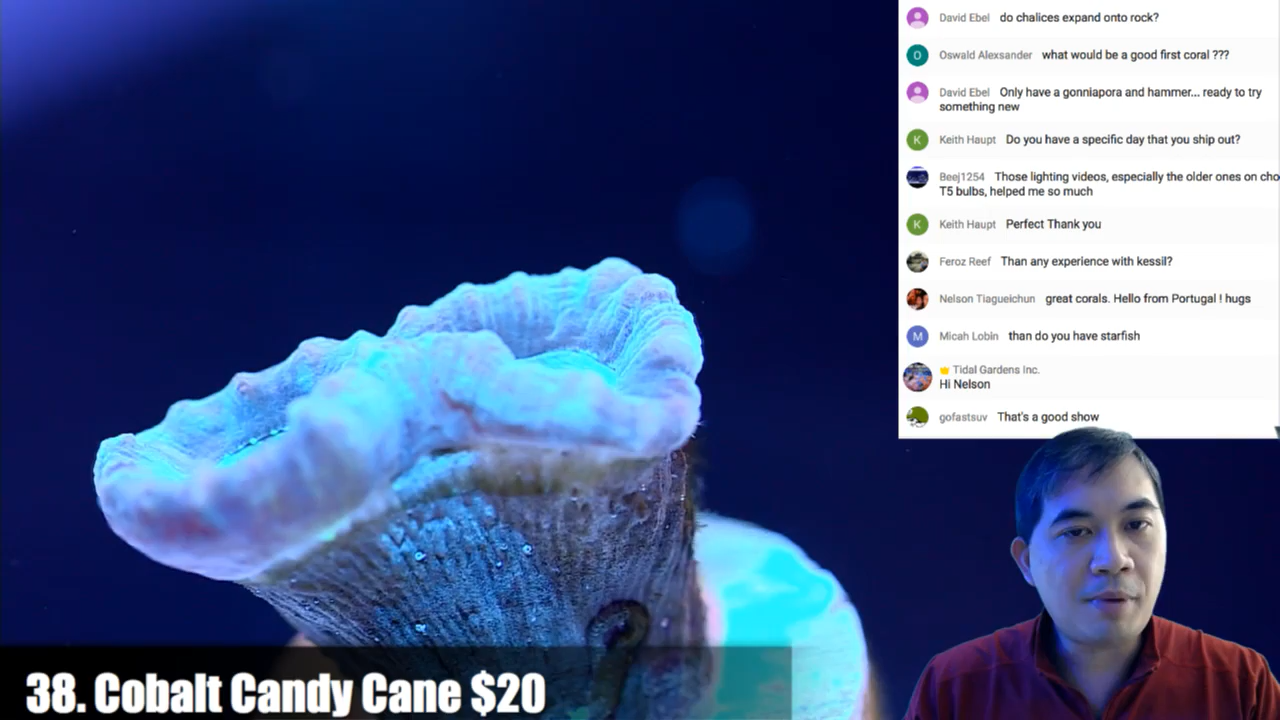 David Ebel do chalices expand onto rock?
O Oswald Alexsander what would be a good first coral ???
David Ebel Only have a gonniapora and hammer... ready to try
something new
K Keith Haupt Do you have a specific day that you ship out?
Beej1254 Those lighting videos, especially the older ones on cho
T5 bulbs, helped me so much
K Keith Haupt Perfect Thank you
Feroz Reef Than any experience with kessil?
Nelson Tiagueichun great corals. Hello from Portugal ! hugs
M Micah Lobin than do you have starfish
Tidal Gardens Inc.
Hi Nelson
gofastsuv That's a good show
38. Cobalt Candy Cane $20